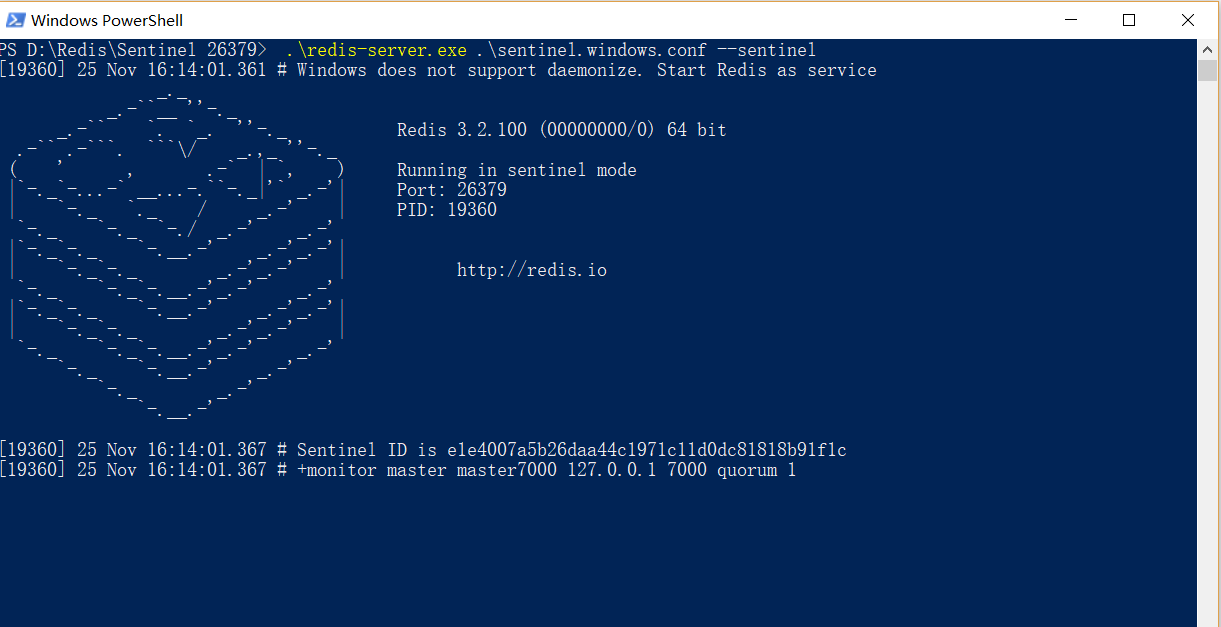 Windows PowerShell
PS D:\Redis\Sentinel 26379> .\redis-server.exe .\sentinel.windows.conf --sentinel
[19360] 25 Nov 16:14:01.361 # Windows does not support daemonize. Start Redis as service
Redis 3.2.100 (00000000/0) 64 bit
Running in sentinel mode
Port: 26379
PID: 19360
http://redis.io
[19360] 25 Nov 16:14:01.367 # Sentinel ID is e1e4007a5b26daa44c1971c11d0dc81818b91f1c
[19360] 25 Nov 16:14:01.367 # +monitor master master7000 127.0.0.1 7000 quorum 1